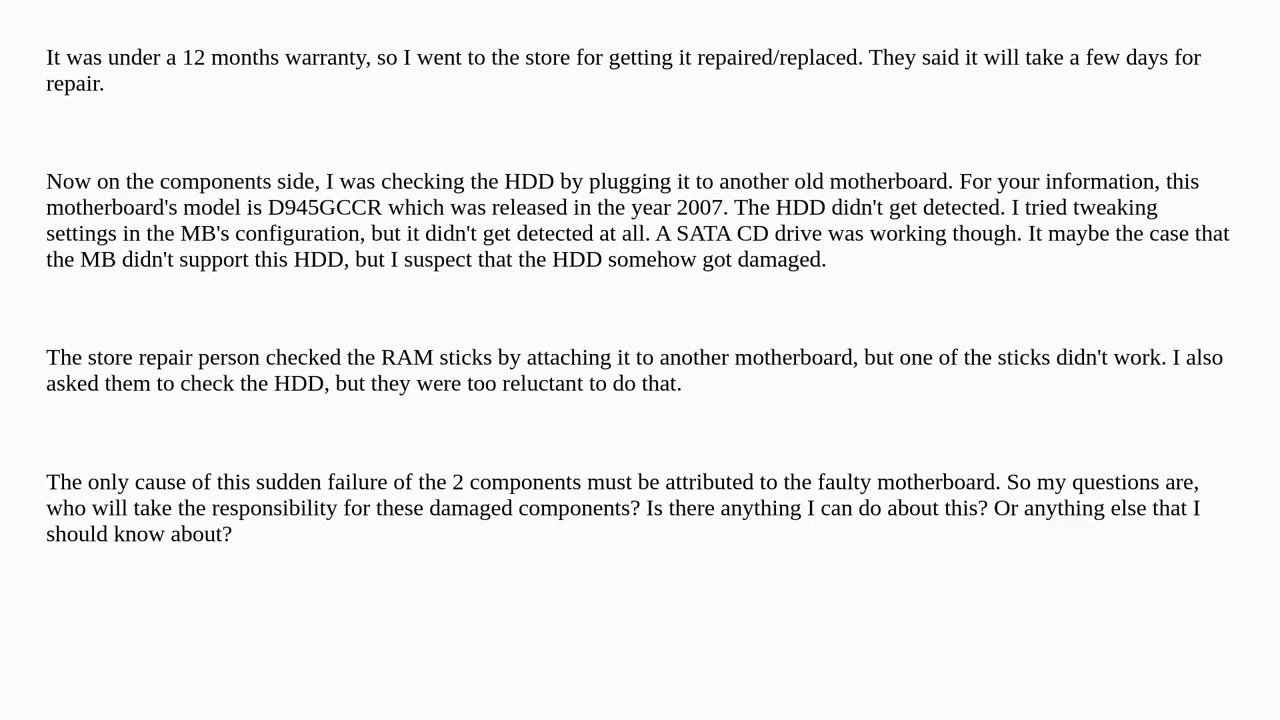 It was under a 12 months warranty, so I went to the store for getting it repaired/replaced. They said it will take a few days for
repair.
Now on the components side, I was checking the HDD by plugging it to another old motherboard. For your information, this
motherboard's model is D945GCCR which was released in the year 2007. The HDD didn't get detected. I tried tweaking
settings in the MB's configuration, but it didn't get detected at all. A SATA CD drive was working though. It maybe the case that
the MB didn't support this HDD, but I suspect that the HDD somehow got damaged.
The store repair person checked the RAM sticks by attaching it to another motherboard, but one of the sticks didn't work. I also
asked them to check the HDD, but they were too reluctant to do that.
The only cause of this sudden failure of the 2 components must be attributed to the faulty motherboard. So my questions are,
who will take the responsibility for these damaged components? Is there anything I can do about this? Or anything else that I
should know about?